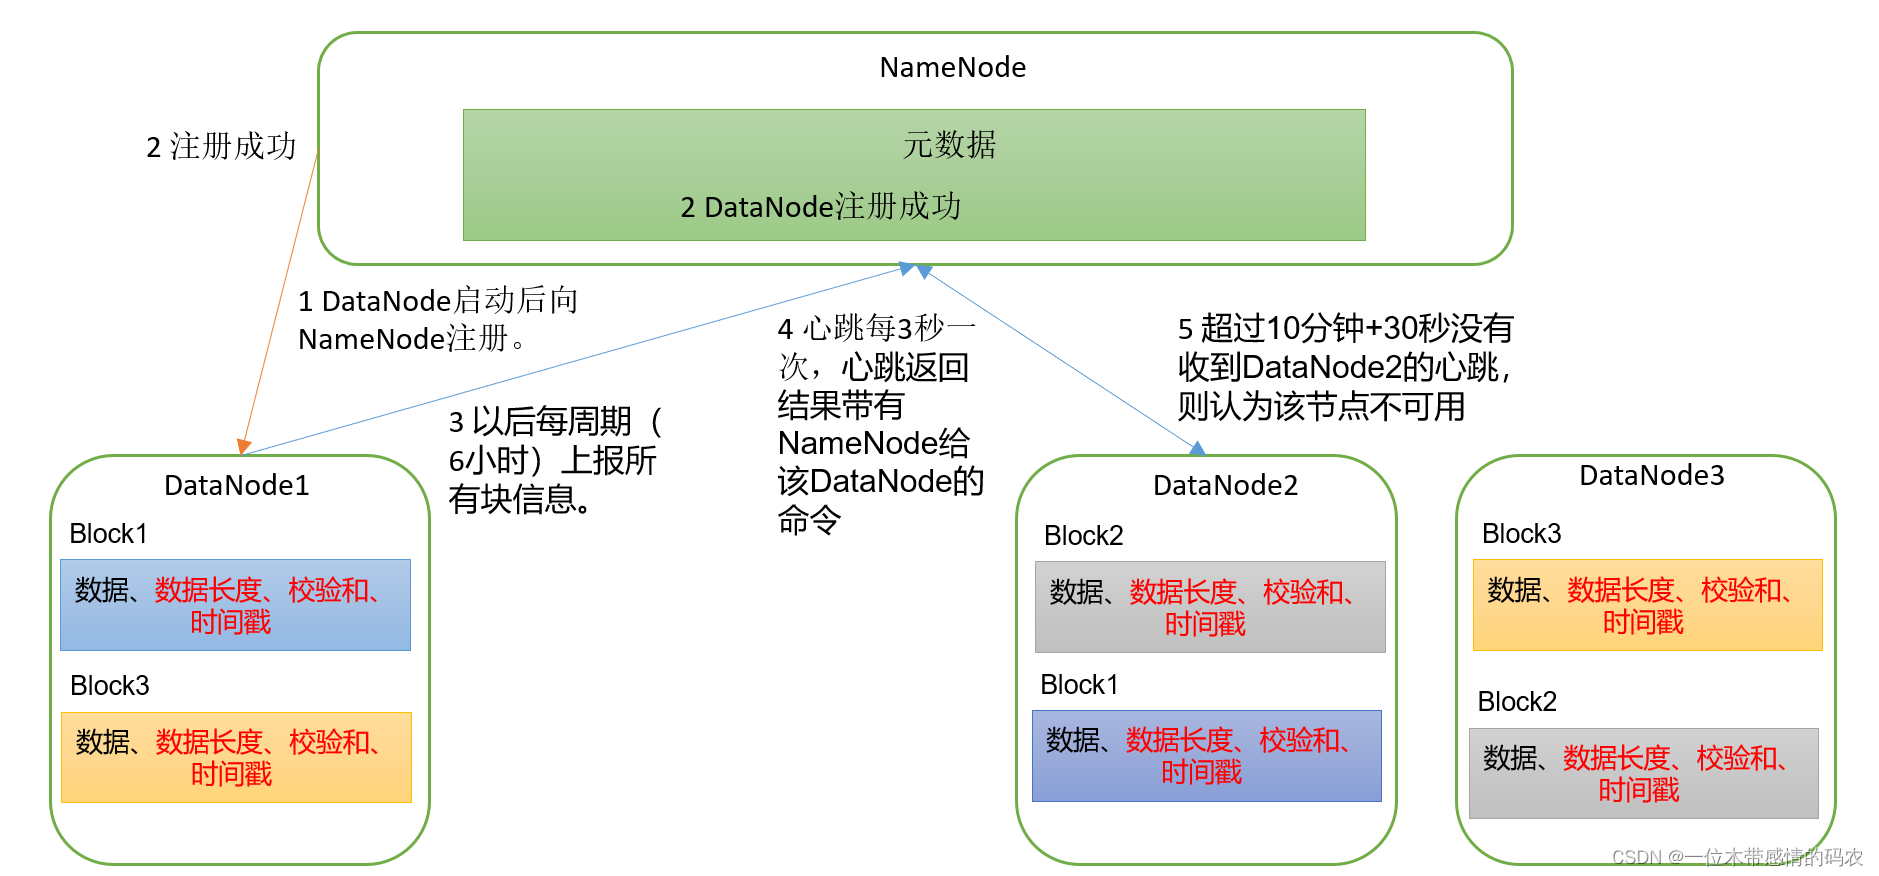 NameNode
元数据
2 DataNode注册成功
2 注册成功
1 DataNode启动后向
NameNode注册。
3 以后每周期（
6小时）上报所
有块信息。
4 心跳每3秒一
次，心跳返回
结果带有
NameNode给
该DataNode的
命令
5 超过10分钟+30秒没有
收到DataNode2的心跳，
则认为该节点不可用
DataNode1
Block1
数据、数据长度、校验和、
时间戳
Block3
数据、数据长度、校验和、
时间戳
DataNode2
Block2
数据、数据长度、校验和、
时间戳
Block1
数据、数据长度、校验和、
时间戳
DataNode3
Block3
数据、数据长度、校验和、
时间戳
Block2
数据、数据长度、校验和、
时间戳
CSDN @一位木带感情的码农